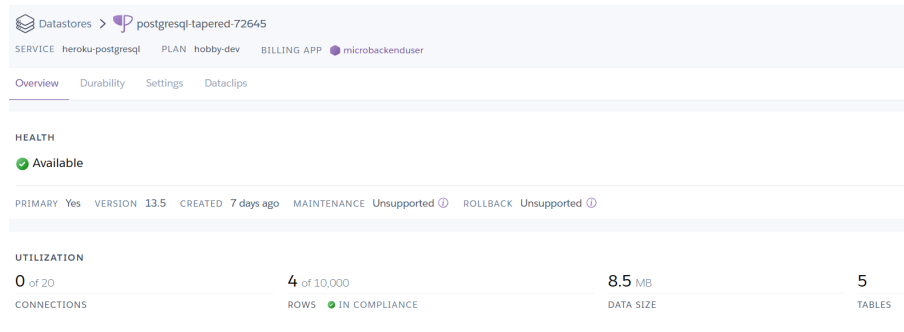 Datastores > postgresql-tapered-72645
SERVICE heroku-postgresql PLAN hobby-dev BILLING APP microbackenduser
Overview Durability Settings Dataclips
HEALTH
Available
PRIMARY Yes VERSION 13.5 CREATED 7 days ago MAINTENANCE Unsupported ROLLBACK Unsupported
UTILIZATION
0 of 20 4 of 10,000 8.5 MB 5
CONNECTIONS ROWS IN COMPLIANCE DATA SIZE TABLES